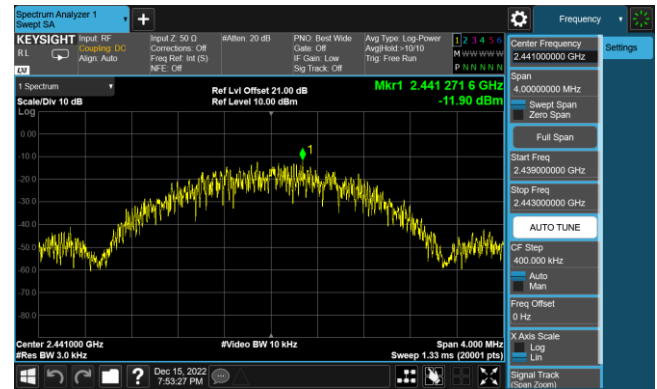 Spectrum Analyzer 1
Swept SA
+
Frequency
KEYSIGHT Input: RF Input Z: 50 Ω #Atten: 20 dB PNO: Best Wide Avg Type: Log-Power 1 2 3 4 5 6
RL Coupling: DC Corrections: Off Gate: Off Avg|Hold:>10/10 M W W W W W
Align: Auto Freq Ref: Int (S) IF Gain: Low Trig: Free Run
LXI NFE: Off Sig Track: Off P N N N N N
Center Frequency
2.441000000 GHz
Settings
1 Spectrum Ref Lvl Offset 21.00 dB Mkr1 2.441 271 6 GHz
Scale/Div 10 dB Ref Level 10.00 dBm -11.90 dBm
Log
0.00
-10.0
1
-20.0
-30.0
-40.0
-50.0
-60.0
-70.0
-80.0
Center 2.441000 GHz #Video BW 10 kHz Span 4.000 MHz
#Res BW 3.0 kHz Sweep 1.33 ms (20001 pts)
Span
4.00000000 MHz
Swept Span
Zero Span
Full Span
Start Freq
2.439000000 GHz
Stop Freq
2.443000000 GHz
AUTO TUNE
CF Step
400.000 kHz
Auto
Man
Freq Offset
0 Hz
X Axis Scale
Log
Lin
Signal Track
(Span Zoom)
? Dec 15, 2022
7:53:27 PM